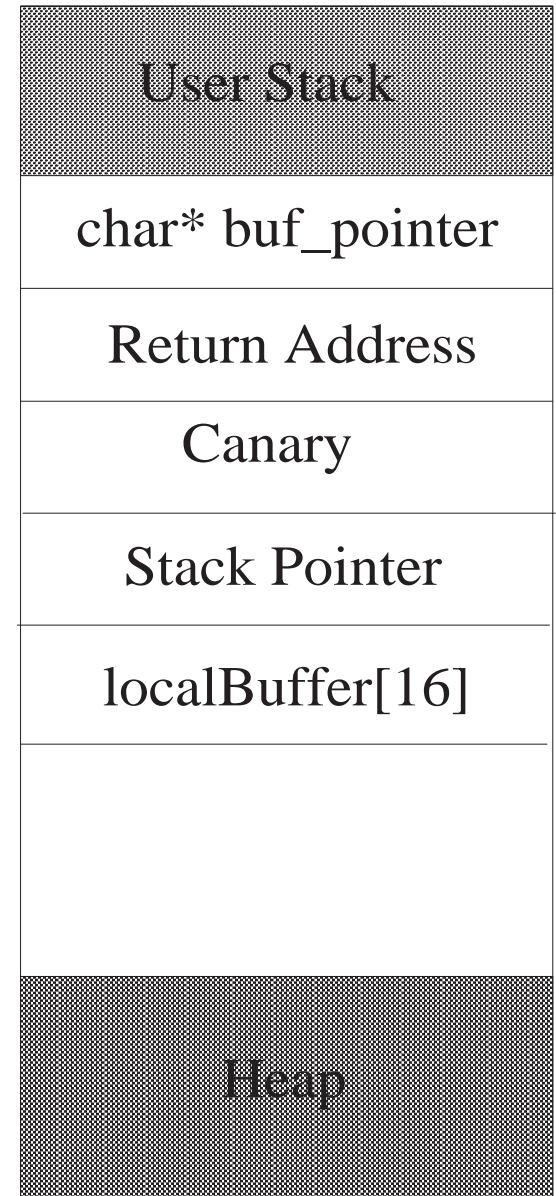 User Stack
char* buf_pointer
Return Address
Canary
Stack Pointer
localBuffer[16]
Heap